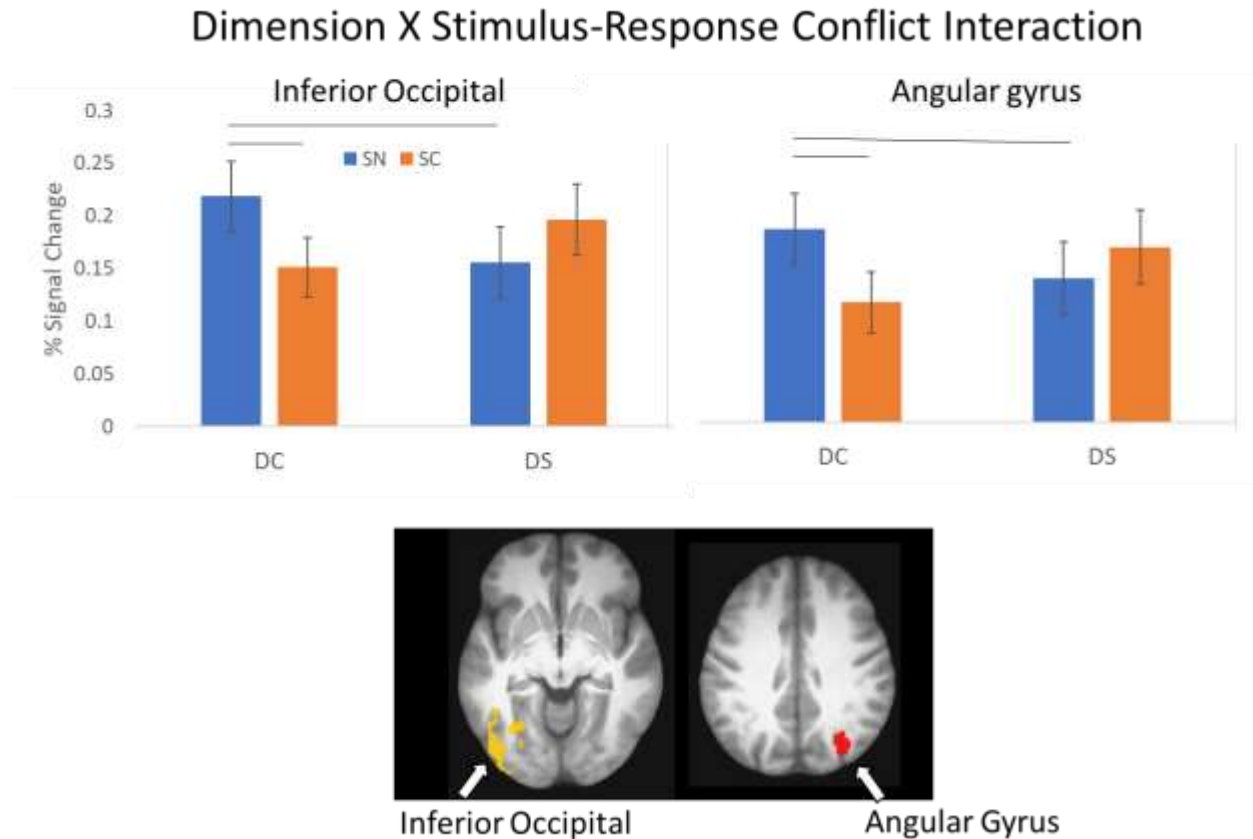 Dimension X Stimulus-Response Conflict Interaction
Inferior Occipital
Angular gyrus
% Signal Change
0.3
0.25
0.2
0.15
0.1
0.05
0
SN SC
DC DS
DC DS
Inferior Occipital
Angular Gyrus